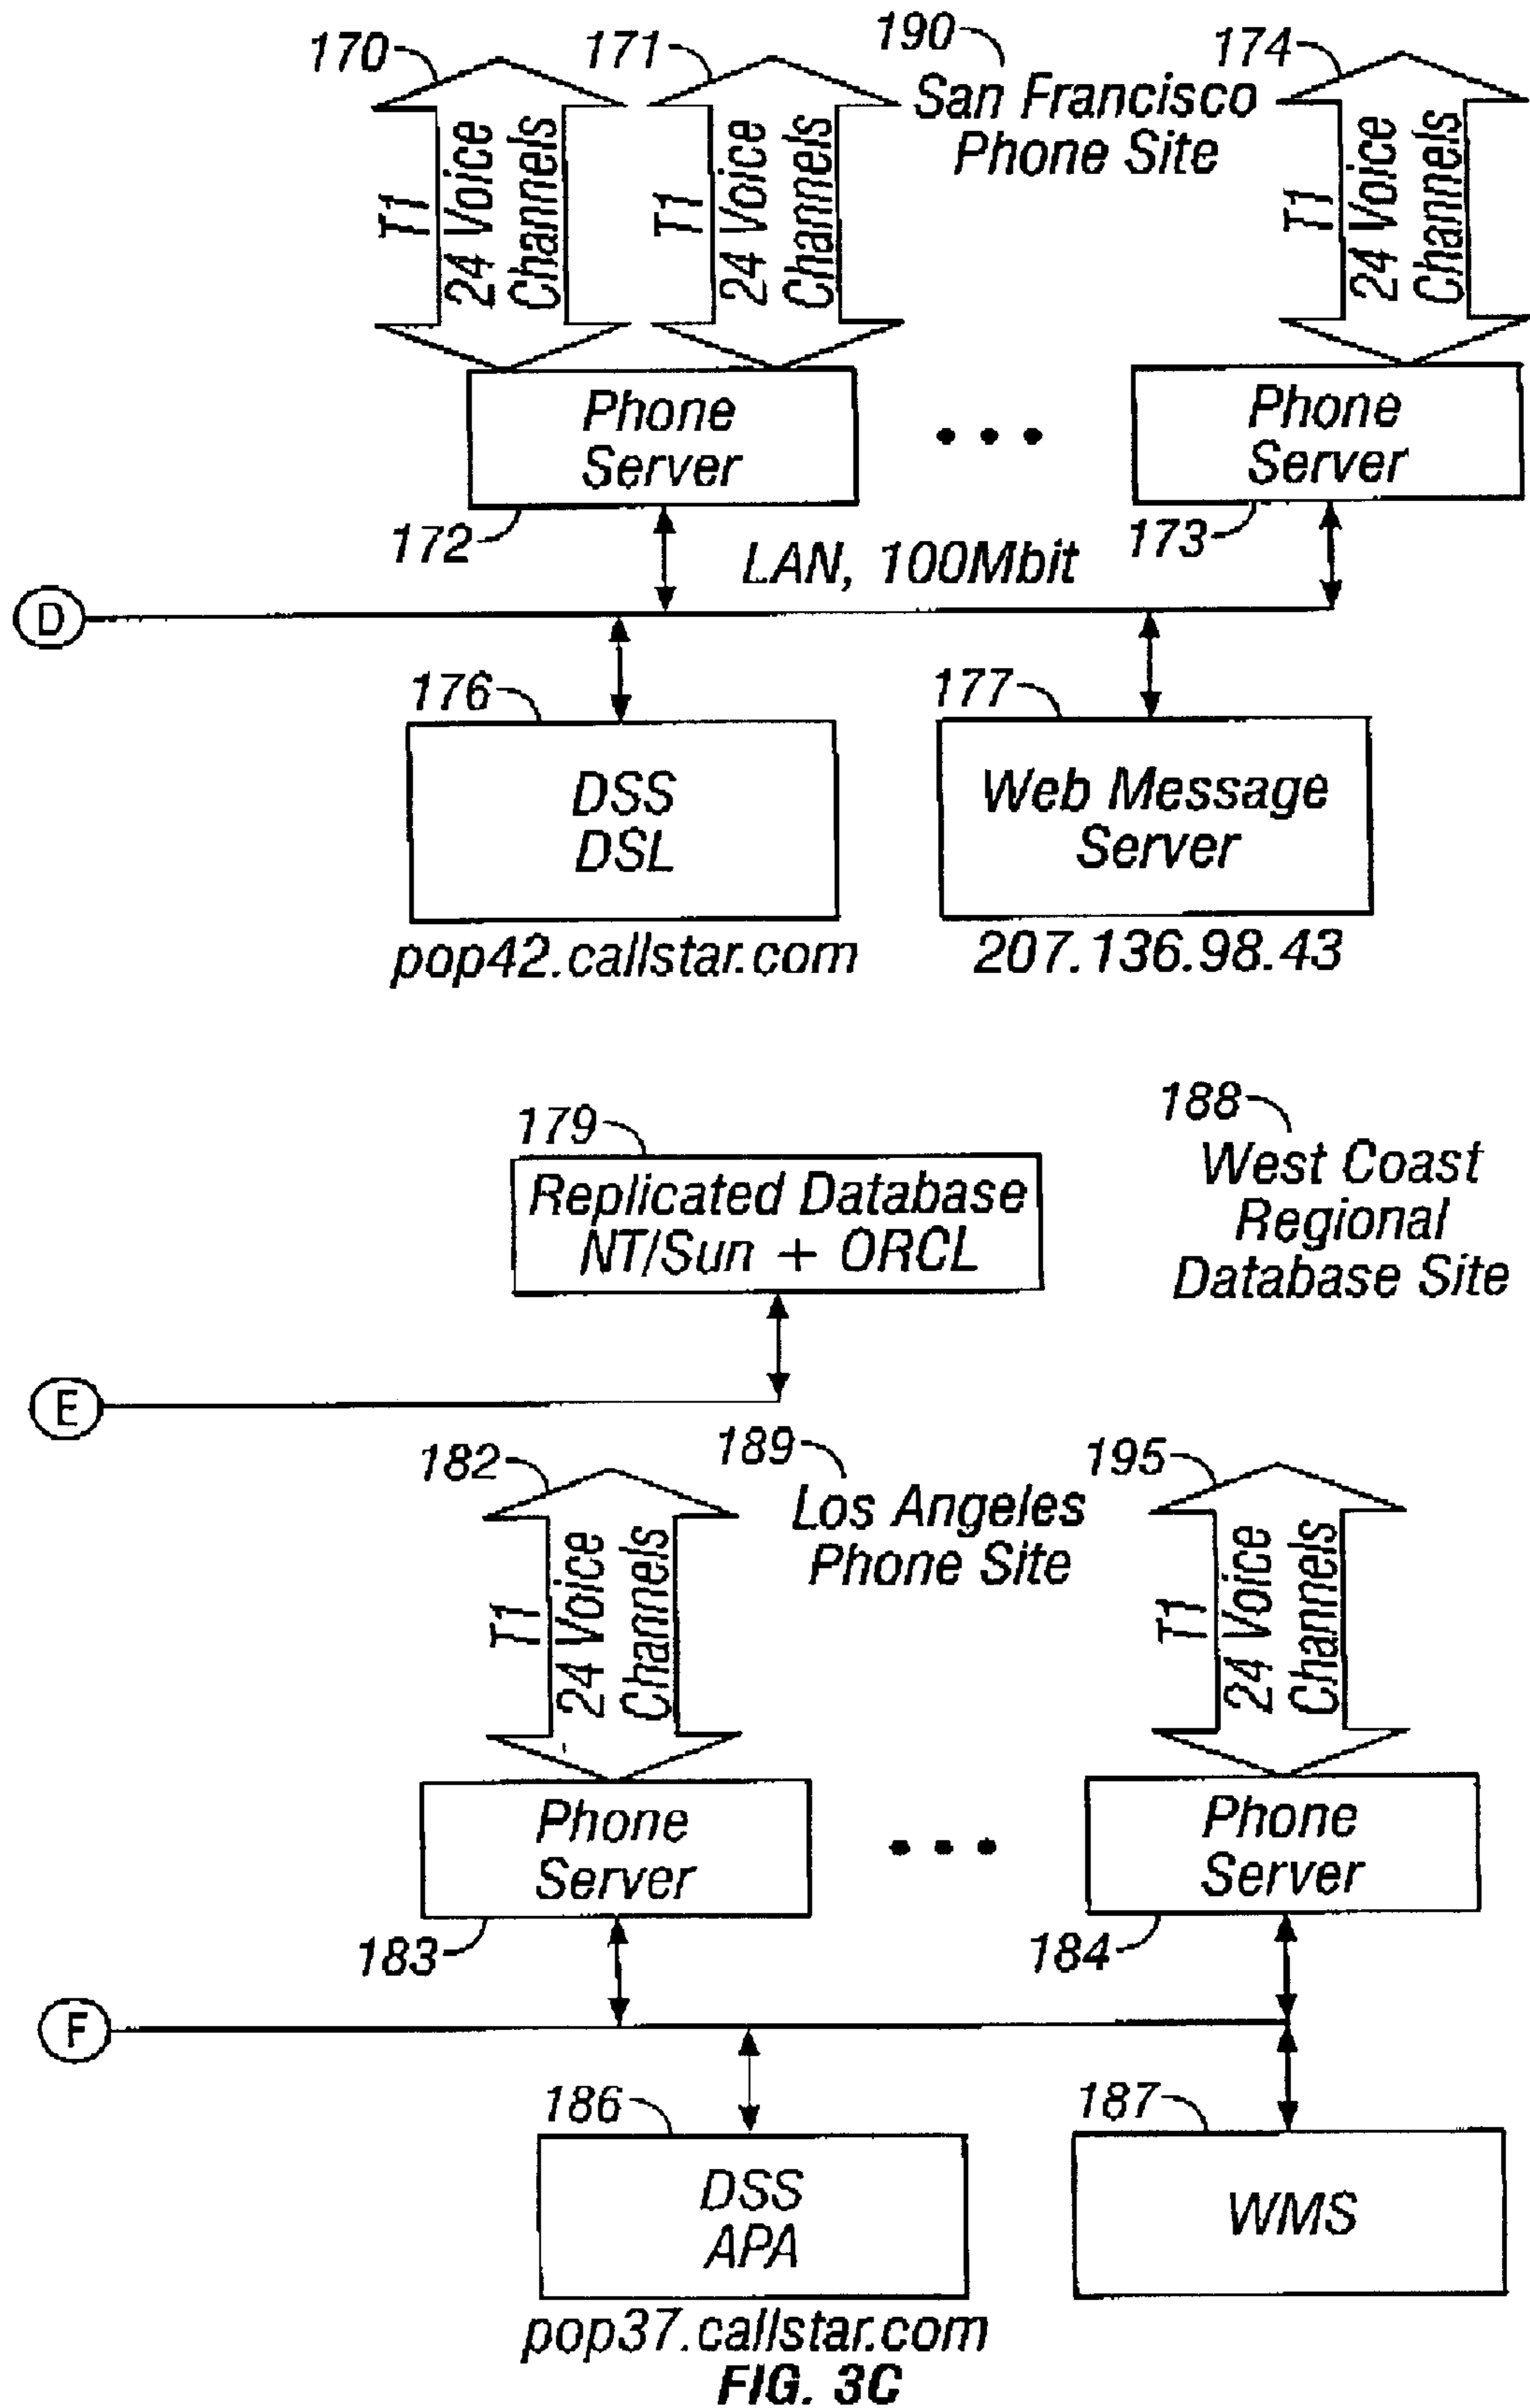 170
171
190
174
San Francisco
Phone Site
T1
24 Voice
Channels
T1
24 Voice
Channels
T1
24 Voice
Channels
Phone
Server
Phone
Server
172
LAN, 100Mbit
173
D
176
177
DSS
DSL
Web Message
Server
pop42.callstar.com
207.136.98.43
179
188
Replicated Database
NT/Sun + ORCL
West Coast
Regional
Database Site
E
182
189
195
Los Angeles
Phone Site
T1
24 Voice
Channels
T1
24 Voice
Channels
Phone
Server
Phone
Server
183
184
F
186
187
DSS
APA
WMS
pop37.callstar.com
FIG. 3C